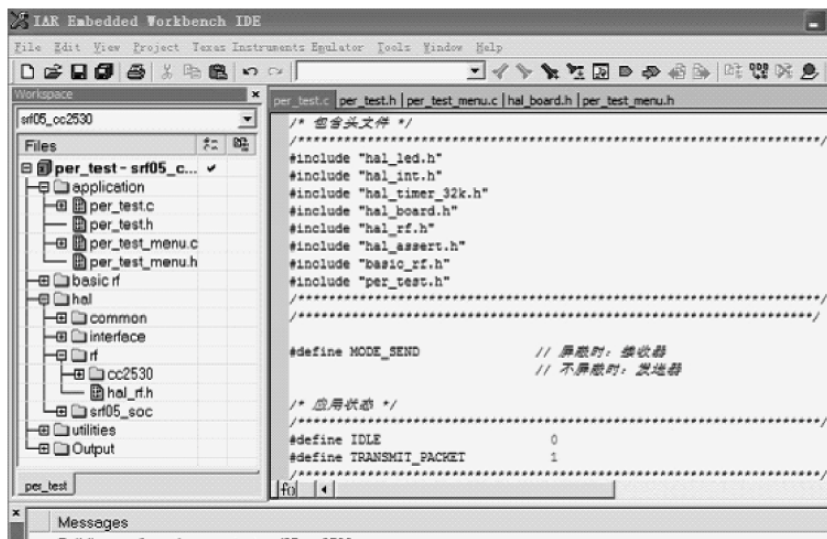 IAR Embedded Workbench IDE
File Edit View Project Texas Instruments Emulator Tools Window Help
Workspace
srf05_cc2530
Files
per_test - srf05_c...
application
per_test.c
per_test.h
per_test_menu.c
per_test_menu.h
basic rf
hal
common
interface
rf
cc2530
hal_rf.h
srf05_soc
utilities
Output
per_test
per_test.c per_test.h per_test_menu.c hal_board.h per_test_menu.h
/* 包含头文件 */
/***********************************************************************/
#include "hal_led.h"
#include "hal_int.h"
#include "hal_timer_32k.h"
#include "hal_board.h"
#include "hal_rf.h"
#include "hal_assert.h"
#include "basic_rf.h"
#include "per_test.h"
/***********************************************************************/
/**********************************************************************/
#define MODE_SEND // 屏蔽时：接收器
// 不屏蔽时：发送器
/* 应用状态 */
/***********************************************************************/
#define IDLE 0
#define TRANSMIT_PACKET 1
/***********************************************************************/
f0
Messages